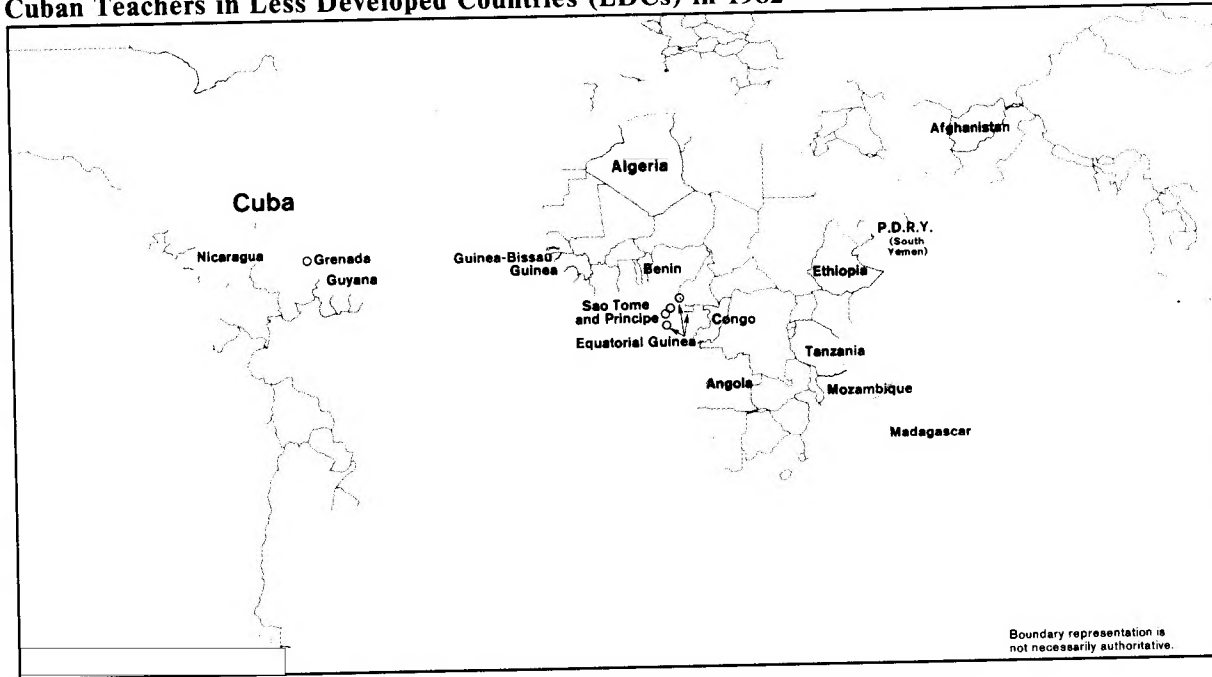 Cuban Teachers in Less Developed Countries (LDCs) in 1982
Afghanistan
Algeria
Cuba
P.D.R.Y.
(South
Yemen)
Nicaragua
Grenada
Guyana
Guinea-Bissau
Guinea
Benin
Ethiopia
Sao Tome
and Principe
Congo
Equatorial Guinea
Tanzania
Angola
Mozambique
Madagascar
Boundary representation is
not necessarily authoritative.